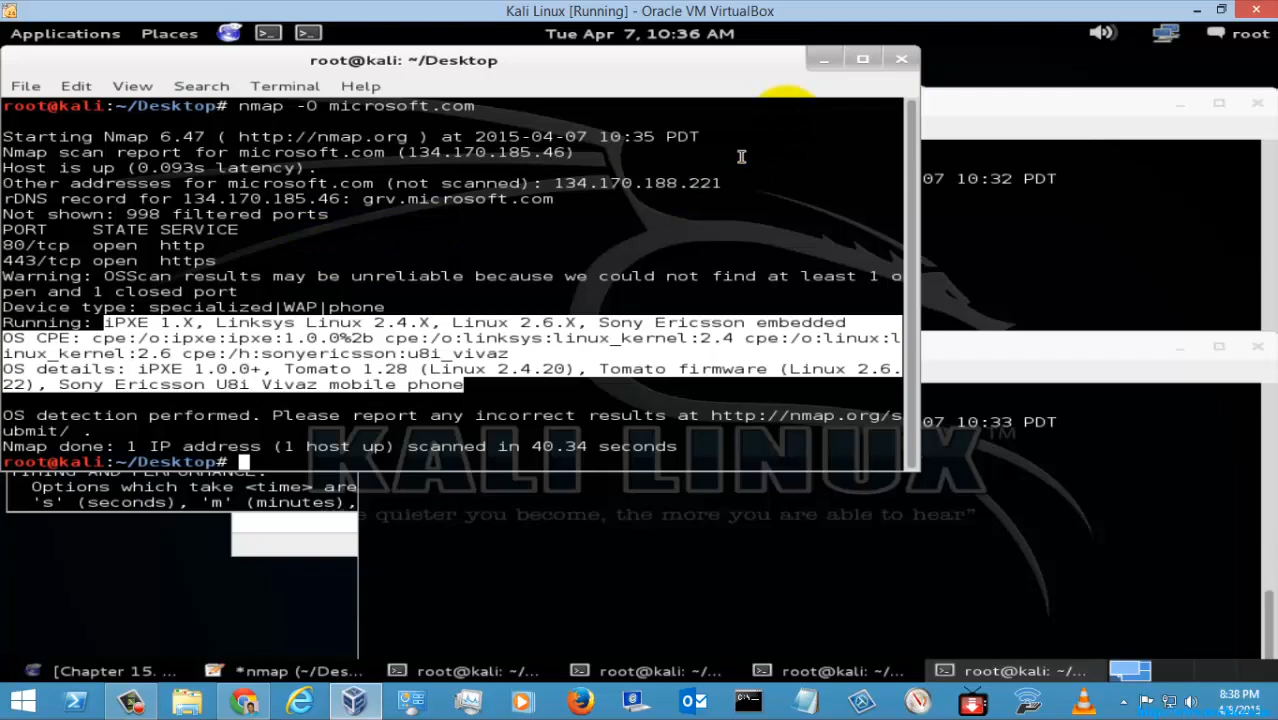 Kali Linux [Running] - Oracle VM VirtualBox
Applications Places Tue Apr 7, 10:36 AM root
root@kali: ~/Desktop
File Edit View Search Terminal Help
root@kali:~/Desktop# nmap -O microsoft.com
Starting Nmap 6.47 ( http://nmap.org ) at 2015-04-07 10:35 PDT
Nmap scan report for microsoft.com (134.170.185.46)
Host is up (0.093s latency).
Other addresses for microsoft.com (not scanned): 134.170.188.221
rDNS record for 134.170.185.46: grv.microsoft.com
Not shown: 998 filtered ports
PORT STATE SERVICE
80/tcp open http
443/tcp open https
Warning: OSScan results may be unreliable because we could not find at least 1 o
pen and 1 closed port
Device type: specialized|WAP|phone
Running: iPXE 1.X, Linksys Linux 2.4.X, Linux 2.6.X, Sony Ericsson embedded
OS CPE: cpe:/o:ipxe:ipxe:1.0.0%2b cpe:/o:linksys:linux_kernel:2.4 cpe:/o:linux:l
inux_kernel:2.6 cpe:/h:sonyericsson:u8i_vivaz
OS details: iPXE 1.0.0+, Tomato 1.28 (Linux 2.4.20), Tomato firmware (Linux 2.6.
22), Sony Ericsson U8i Vivaz mobile phone
OS detection performed. Please report any incorrect results at http://nmap.org/s
ubmit/ .
Nmap done: 1 IP address (1 host up) scanned in 40.34 seconds
root@kali:~/Desktop#
07 10:32 PDT
07 10:33 PDT
TIMING AND PERFORMANCE:
Options which take <time> are
's' (seconds), 'm' (minutes),
KALI LINUX™
e quieter you become, the more you are able to hear"
[Chapter 15. ... *nmap (~/Des... root@kali: ~/... root@kali: ~/... root@kali: ~/... root@kali: ~/...
8:38 PM